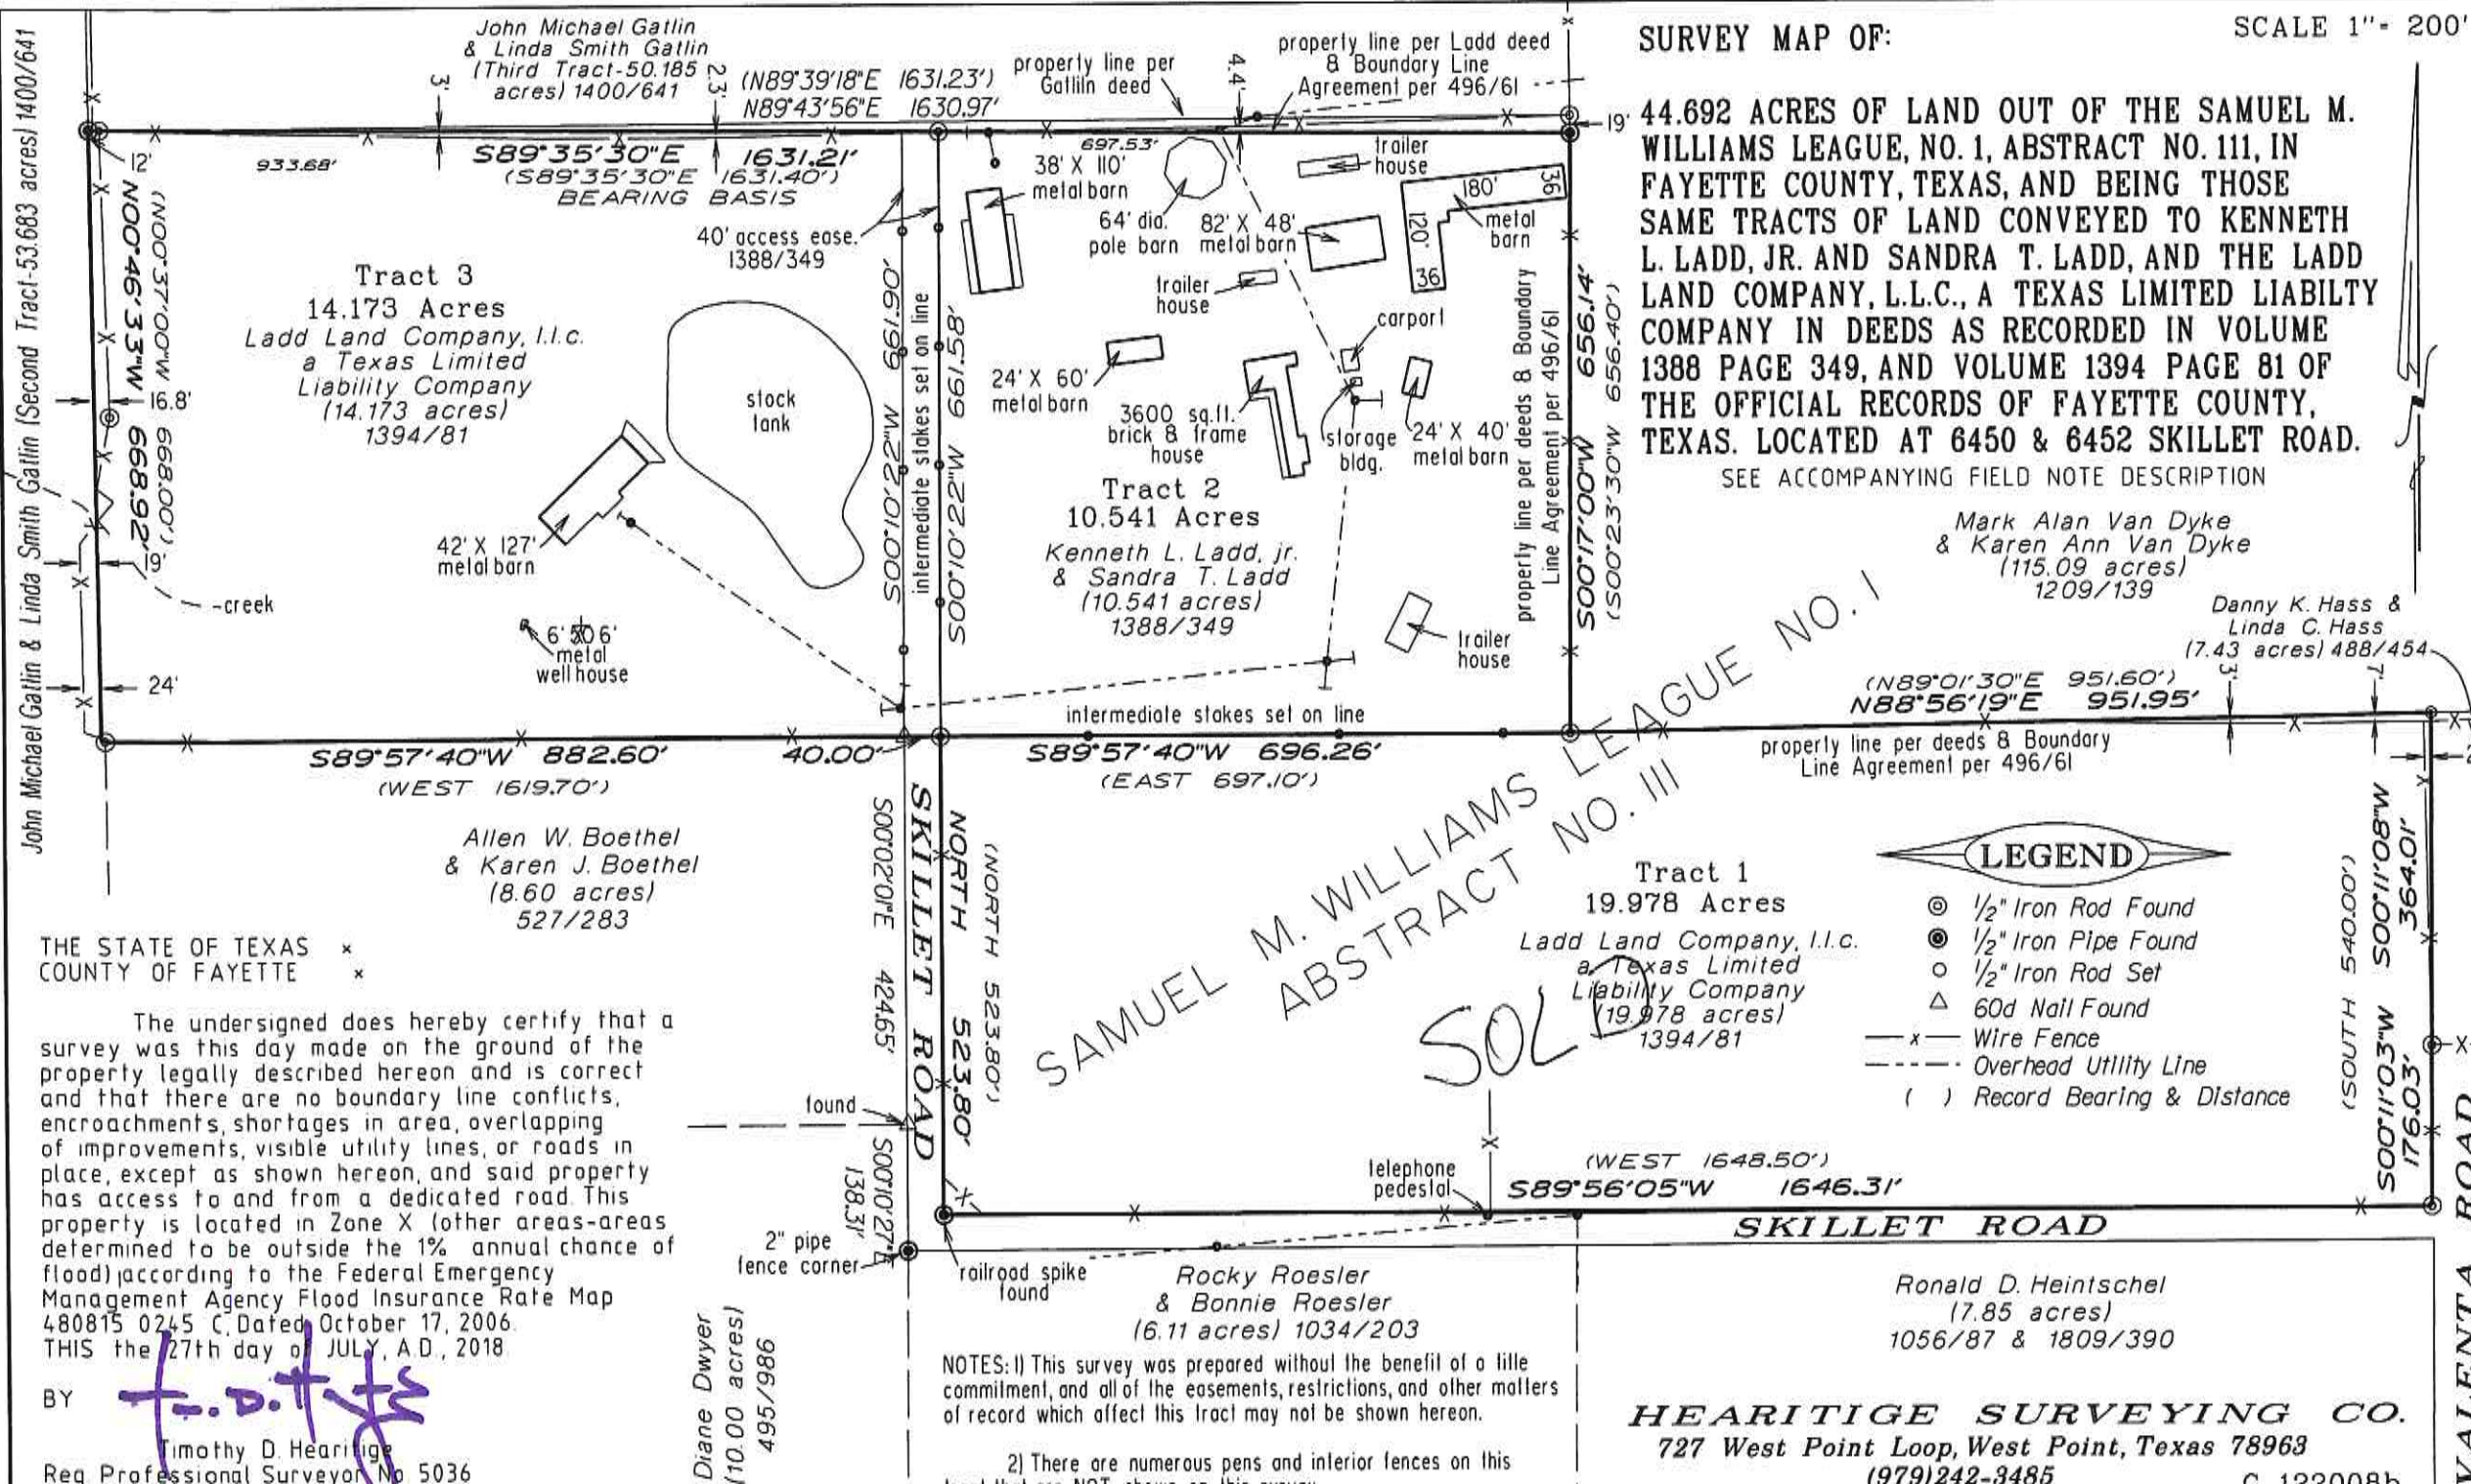 SURVEY MAP OF:
SCALE 1"= 200'
44.692 ACRES OF LAND OUT OF THE SAMUEL M.
WILLIAMS LEAGUE, NO. 1, ABSTRACT NO. 111, IN
FAYETTE COUNTY, TEXAS, AND BEING THOSE
SAME TRACTS OF LAND CONVEYED TO KENNETH
L. LADD, JR. AND SANDRA T. LADD, AND THE LADD
LAND COMPANY, L.L.C., A TEXAS LIMITED LIABILTY
COMPANY IN DEEDS AS RECORDED IN VOLUME
1388 PAGE 349, AND VOLUME 1394 PAGE 81 OF
THE OFFICIAL RECORDS OF FAYETTE COUNTY,
TEXAS. LOCATED AT 6450 & 6452 SKILLET ROAD.
SEE ACCOMPANYING FIELD NOTE DESCRIPTION
John Michael Gatlin
& Linda Smith Gatlin
(Third Tract-50.185
acres) 1400/641
3'
2.3'
(N89°39'18"E 1631.23')
N89°43'56"E 1630.97'
property line per
Gatliln deed
4.4'
property line per Ladd deed
& Boundary Line
Agreement per 496/61
19'
John Michael Gatlin & Linda Smith Gatlin (Second Tract-53.683 acres) 1400/641
12'
933.68'
S89°35'30"E 1631.21'
(S89°35'30"E 1631.40')
BEARING BASIS
697.53'
(N00°37'00"W 668.00')
N00°46'33"W 668.92'
16.8'
19'
24'
creek
Tract 3
14.173 Acres
Ladd Land Company, l.l.c.
a Texas Limited
Liability Company
(14.173 acres)
1394/81
40' access ease.
1388/349
stock
tank
42' X 127'
metal barn
metal
well house
S00°10'22"W 661.90'
intermediate stakes set on line
S00°10'22"W 661.58'
38' X 110'
metal barn
64' dia.
pole barn
82' X 48'
metal barn
trailer
house
180'
36
120'
36
metal
barn
trailer
house
carport
24' X 60'
metal barn
3600 sq.ft.
brick & frame
house
storage
bldg.
24' X 40'
metal barn
Tract 2
10.541 Acres
Kenneth L. Ladd, jr.
& Sandra T. Ladd
(10.541 acres)
1388/349
trailer
house
property line per deeds & Boundary
Line Agreement per 496/61
S00°17'00"W 656.14'
(S00°23'30"W 656.40')
Mark Alan Van Dyke
& Karen Ann Van Dyke
(115.09 acres)
1209/139
Danny K. Hass &
Linda C. Hass
(7.43 acres) 488/454
(N89°01'30"E 951.60')
N88°56'19"E 951.95'
3'
.7'
property line per deeds & Boundary
Line Agreement per 496/61
intermediate stakes set on line
S89°57'40"W 882.60'
(WEST 1619.70')
40.00'
S89°57'40"W 696.26'
(EAST 697.10')
Allen W. Boethel
& Karen J. Boethel
(8.60 acres)
527/283
S00°02'01"E 424.65'
SKILLET ROAD
NORTH 523.80'
(NORTH 523.80')
SAMUEL M. WILLIAMS LEAGUE NO. 1
ABSTRACT NO. 111
Tract 1
19.978 Acres
Ladd Land Company, l.l.c.
a Texas Limited
Liability Company
(19.978 acres)
1394/81
SOLD
LEGEND
1/2" Iron Rod Found
1/2" Iron Pipe Found
1/2" Iron Rod Set
60d Nail Found
x Wire Fence
Overhead Utility Line
( ) Record Bearing & Distance
(SOUTH 540.00')
S00°11'08"W
364.01'
S00°11'03"W
176.03'
THE STATE OF TEXAS x
COUNTY OF FAYETTE x
The undersigned does hereby certify that a
survey was this day made on the ground of the
property legally described hereon and is correct
and that there are no boundary line conflicts,
encroachments, shortages in area, overlapping
of improvements, visible utility lines, or roads in
place, except as shown hereon, and said property
has access to and from a dedicated road. This
property is located in Zone X (other areas-areas
determined to be outside the 1% annual chance of
flood) according to the Federal Emergency
Management Agency Flood Insurance Rate Map
480815 0245 C, Dated October 17, 2006.
THIS the 27th day of JULY, A.D., 2018
BY
Timothy D. Hearitige
Reg. Professional Surveyor No 5036
found
S00°10'27"
138.31'
2" pipe
fence corner
railroad spike
found
telephone
pedestal
(WEST 1648.50')
S89°56'05"W 1646.31'
SKILLET ROAD
Diane Dwyer
(10.00 acres)
495/986
Rocky Roesler
& Bonnie Roesler
(6.11 acres) 1034/203
Ronald D. Heintschel
(7.85 acres)
1056/87 & 1809/390
NOTES: 1) This survey was prepared without the benefit of a title
commitment, and all of the easements, restrictions, and other matters
of record which affect this tract may not be shown hereon.
2) There are numerous pens and interior fences on this
HEARITIGE SURVEYING CO.
727 West Point Loop, West Point, Texas 78963
(979)242-3485
C-122008b
VALENTA ROAD